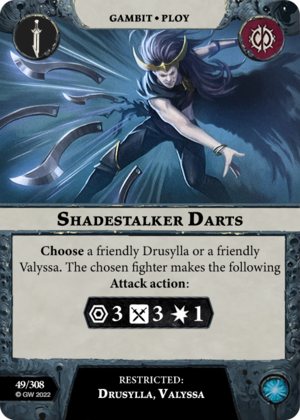 GAMBIT • PLOY
SHADESTALKER DARTS
Choose a friendly Drusylla or a friendly
Valyssa. The chosen fighter makes the following
Attack action:
3 3 1
49/308
© GW 2022
RESTRICTED:
DRUSYLLA, VALYSSA